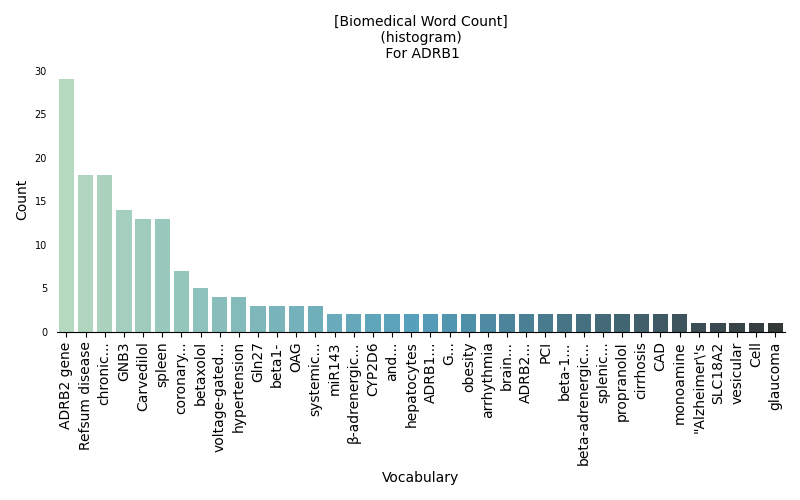 [Biomedical Word Count]
(histogram)
For ADRB1
30
25
20
15
10
5
0
Count
ADRB2 gene
Refsum disease
chronic...
GNB3
Carvedilol
spleen
coronary...
betaxolol
voltage-gated...
hypertension
Gln27
beta1-
OAG
systemic...
miR143
β-adrenergic...
CYP2D6
and...
hepatocytes
ADRB1...
G...
obesity
arrhythmia
brain...
ADRB2...
PCI
beta-1...
beta-adrenergic...
splenic...
propranolol
cirrhosis
CAD
monoamine
"Alzheimer\'s
SLC18A2
vesicular
Cell
glaucoma
Vocabulary